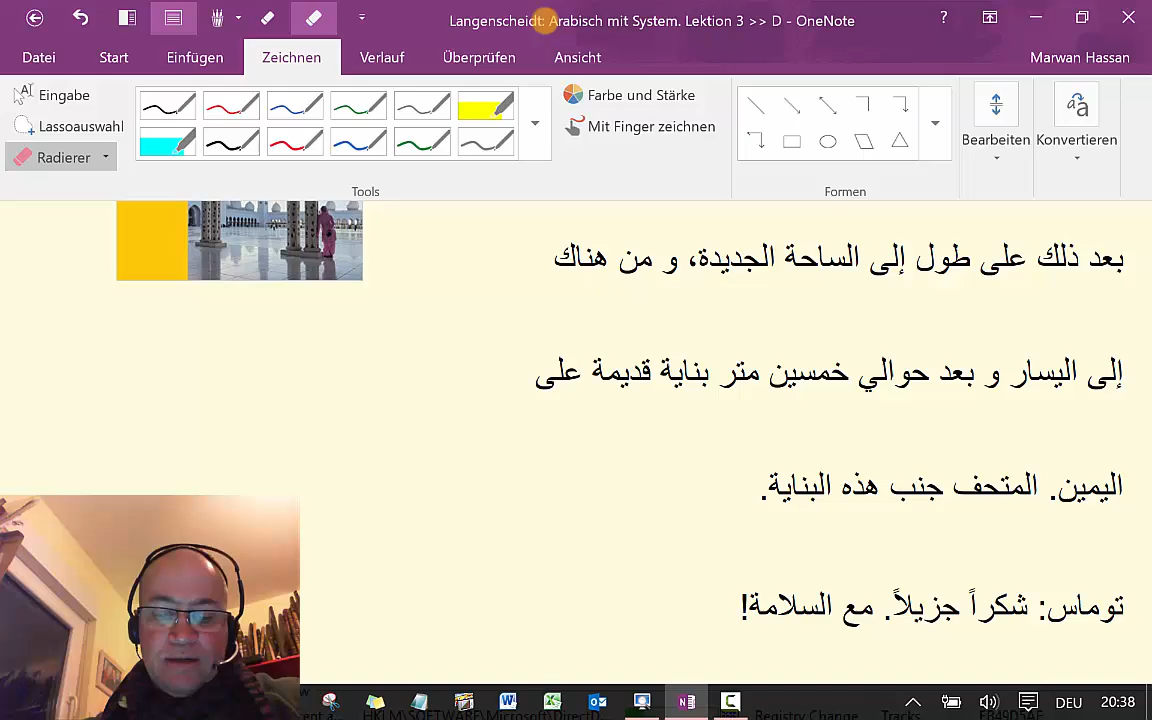 Langenscheidt: Arabisch mit System. Lektion 3 >> D - OneNote
?
Datei Start Einfügen Zeichnen Verlauf Überprüfen Ansicht Marwan Hassan
Eingabe
Lassoauswahl
Radierer
Farbe und Stärke
Mit Finger zeichnen
Bearbeiten
Konvertieren
Tools
Formen
بعد ذلك على طول إلى الساحة الجديدة، و من هناك
إلى اليسار و بعد حوالي خمسين متر بناية قديمة على
اليمين. المتحف جنب هذه البناية.
توماس: شكراً جزيلاً. مع السلامة!
DEU 20:38